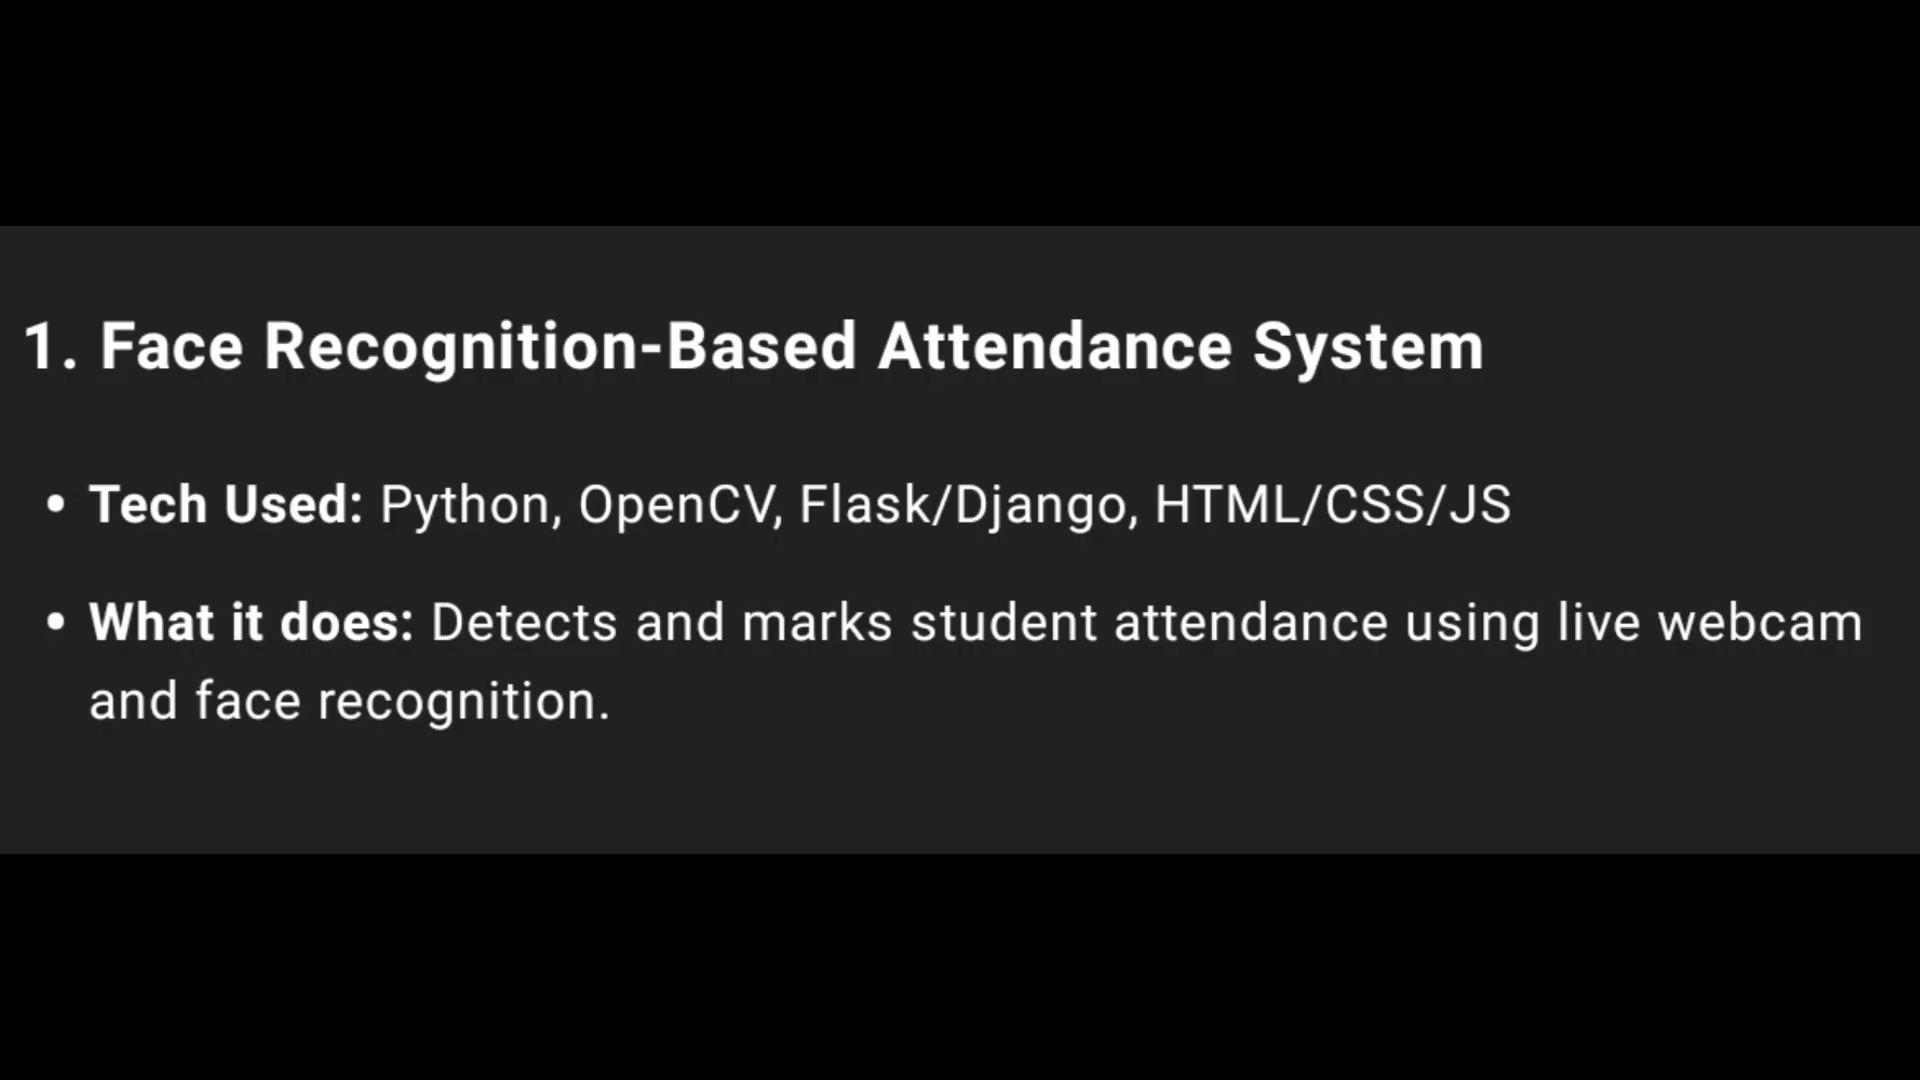 1. Face Recognition-Based Attendance System
• Tech Used: Python, OpenCV, Flask/Django, HTML/CSS/JS
• What it does: Detects and marks student attendance using live webcam
and face recognition.